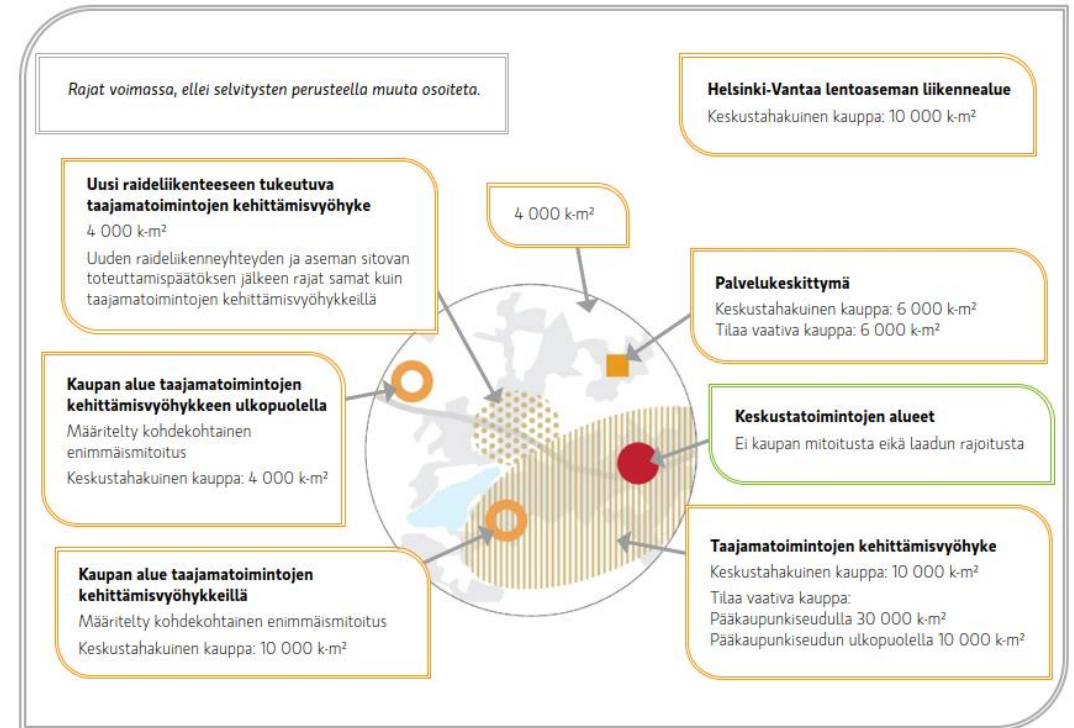 Rajat voimassa, ellei selvitysten perusteella muuta osoiteta.
Helsinki-Vantaa lentoaseman liikennealue
Keskustahakuinen kauppa: 10 000 k-m²
Uusi raideliikenteeseen tukeutuva
taajamatoimintojen kehittämisvyöhyke
4 000 k-m²
Uuden raideliikenneyhteyden ja aseman sitovan
toteuttamispäätöksen jälkeen rajat samat kuin
taajamatoimintojen kehittämisvyöhykkeillä
4 000 k-m²
Palvelukeskittymä
Keskustahakuinen kauppa: 6 000 k-m²
Tilaa vaativa kauppa: 6 000 k-m²
Kaupan alue taajamatoimintojen
kehittämisvyöhykkeen ulkopuolella
Määritelty kohdekohtainen
enimmäismitoitus
Keskustahakuinen kauppa: 4 000 k-m²
Keskustatoimintojen alueet
Ei kaupan mitoitusta eikä laadun rajoitusta
Kaupan alue taajamatoimintojen
kehittämisvyöhykkeillä
Määritelty kohdekohtainen enimmäismitoitus
Keskustahakuinen kauppa: 10 000 k-m²
Taajamatoimintojen kehittämisvyöhyke
Keskustahakuinen kauppa: 10 000 k-m²
Tilaa vaativa kauppa:
Pääkaupunkiseudulla 30 000 k-m²
Pääkaupunkiseudun ulkopuolella 10 000 k-m²